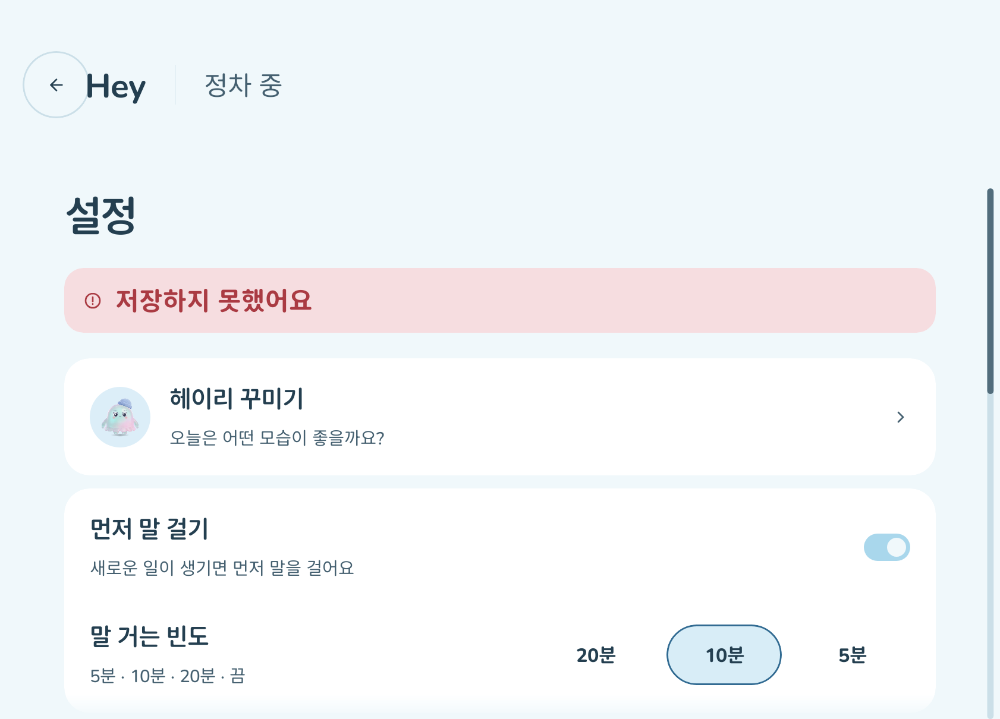 Hey
정차 중
설정
저장하지 못했어요
헤이리 꾸미기
오늘은 어떤 모습이 좋을까요?
먼저 말 걸기
새로운 일이 생기면 먼저 말을 걸어요
말 거는 빈도
5분 · 10분 · 20분 · 끔
20분
10분
5분